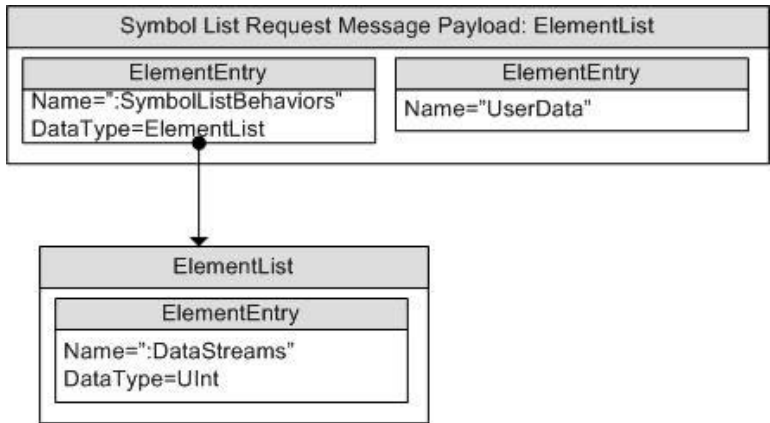 Symbol List Request Message Payload: ElementList
ElementEntry
Name=":SymbolListBehaviors"
DataType=ElementList
ElementEntry
Name="UserData"
ElementList
ElementEntry
Name=":DataStreams"
DataType=UInt